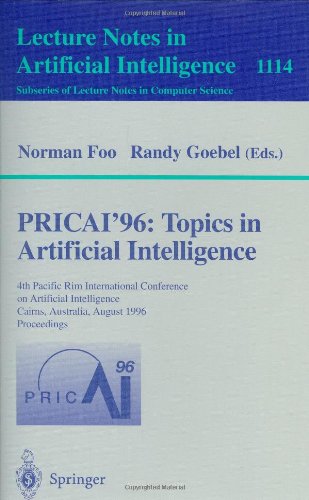 Lecture Notes in
Artificial Intelligence 1114
Subseries of Lecture Notes in Computer Science
Norman Foo Randy Goebel (Eds.)
PRICAI'96: Topics in
Artificial Intelligence
4th Pacific Rim International Conference
on Artificial Intelligence
Cairns, Australia, August 1996
Proceedings
96
PRIC AI
Springer